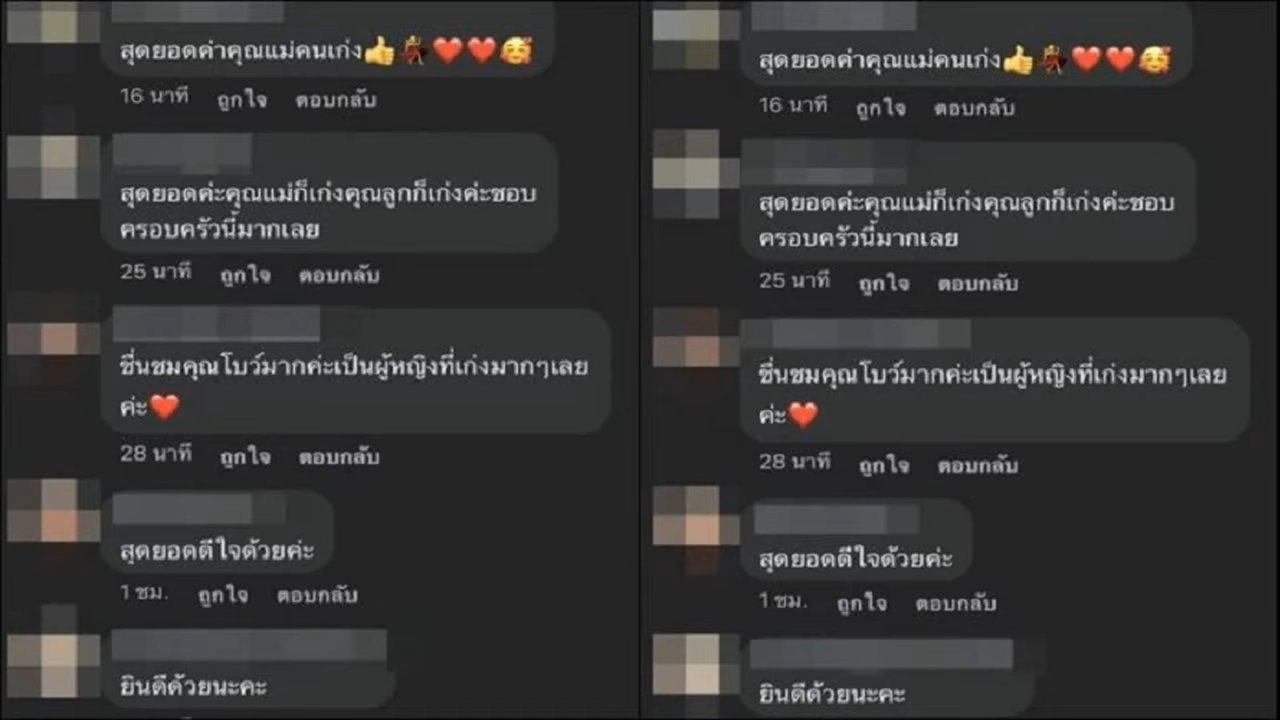 สุดยอดค่าคุณแม่คนเก่ง👍💃❤️❤️🥰
16 นาที ถูกใจ ตอบกลับ
สุดยอดค่ะคุณแม่ก็เก่งคุณลูกก็เก่งค่ะชอบ
ครอบครัวนี้มากเลย
25 นาที ถูกใจ ตอบกลับ
ชื่นชมคุณโบว์มากค่ะเป็นผู้หญิงที่เก่งมากๆเลย
ค่ะ❤️
28 นาที ถูกใจ ตอบกลับ
สุดยอดดีใจด้วยค่ะ
1 ชม. ถูกใจ ตอบกลับ
ยินดีด้วยนะคะ
สุดยอดค่าคุณแม่คนเก่ง👍💃❤️❤️🥰
16 นาที ถูกใจ ตอบกลับ
สุดยอดค่ะคุณแม่ก็เก่งคุณลูกก็เก่งค่ะชอบ
ครอบครัวนี้มากเลย
25 นาที ถูกใจ ตอบกลับ
ชื่นชมคุณโบว์มากค่ะเป็นผู้หญิงที่เก่งมากๆเลย
ค่ะ❤️
28 นาที ถูกใจ ตอบกลับ
สุดยอดดีใจด้วยค่ะ
1 ชม. ถูกใจ ตอบกลับ
ยินดีด้วยนะคะ